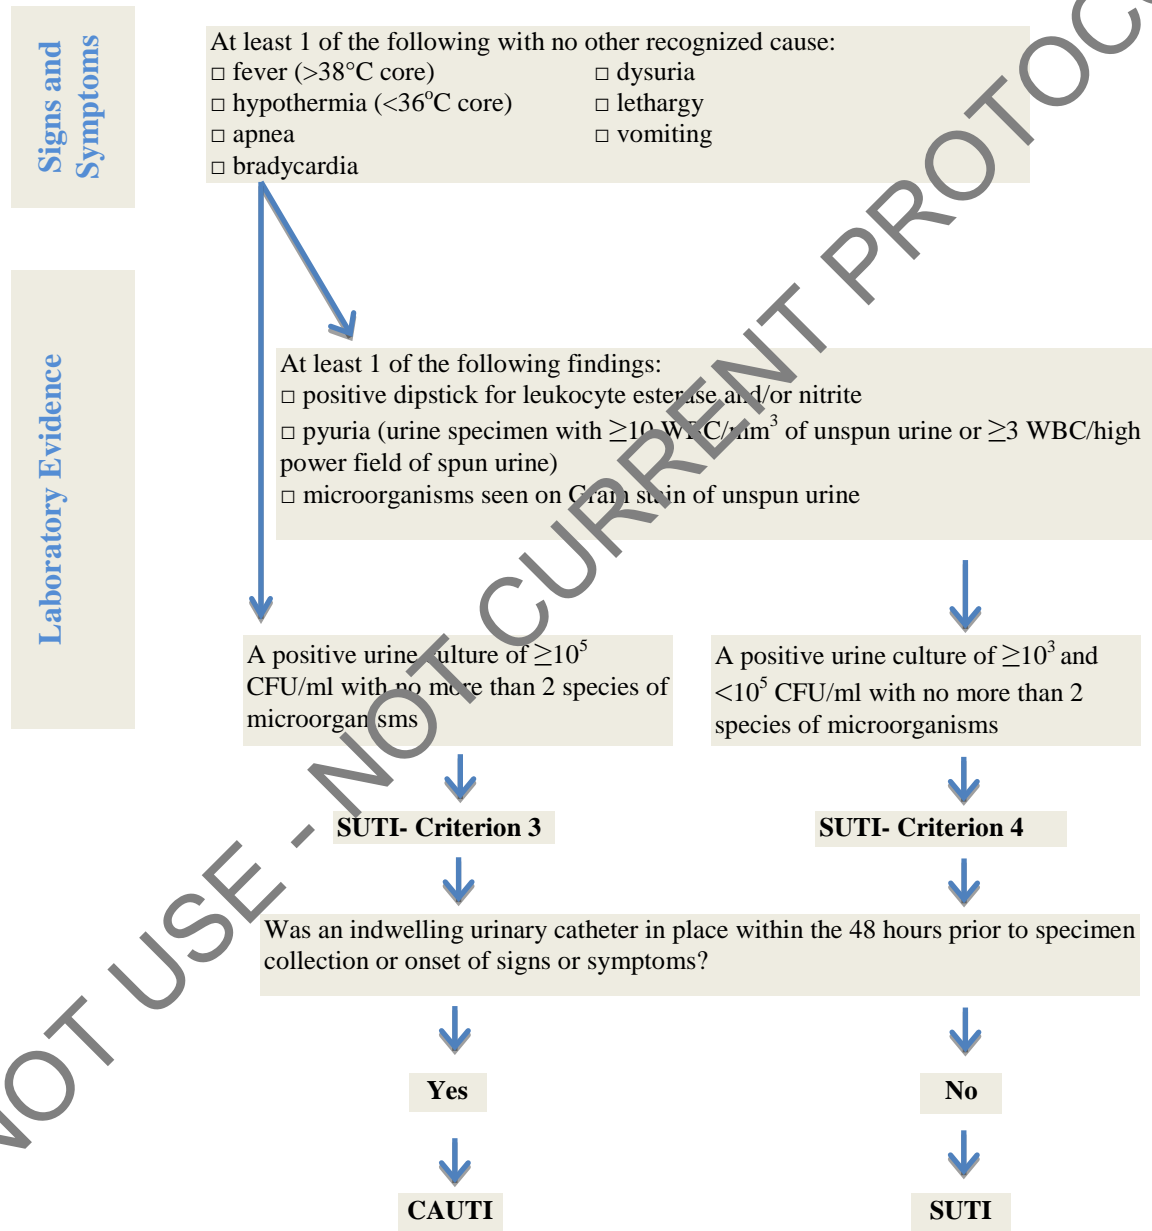 Signs and
Symptoms
At least 1 of the following with no other recognized cause:
□ fever (>38°C core) □ dysuria
□ hypothermia (<36°C core) □ lethargy
□ apnea □ vomiting
□ bradycardia
Laboratory Evidence
At least 1 of the following findings:
□ positive dipstick for leukocyte esterase and/or nitrite
□ pyuria (urine specimen with ≥10 WBC/mm³ of unspun urine or ≥3 WBC/high
power field of spun urine)
□ microorganisms seen on Gram stain of unspun urine
A positive urine culture of ≥10⁵
CFU/ml with no more than 2 species of
microorganisms
A positive urine culture of ≥10³ and
<10⁵ CFU/ml with no more than 2
species of microorganisms
SUTI- Criterion 3
SUTI- Criterion 4
Was an indwelling urinary catheter in place within the 48 hours prior to specimen
collection or onset of signs or symptoms?
Yes
No
CAUTI
SUTI
NOT USE - NOT CURRENT PROTOC